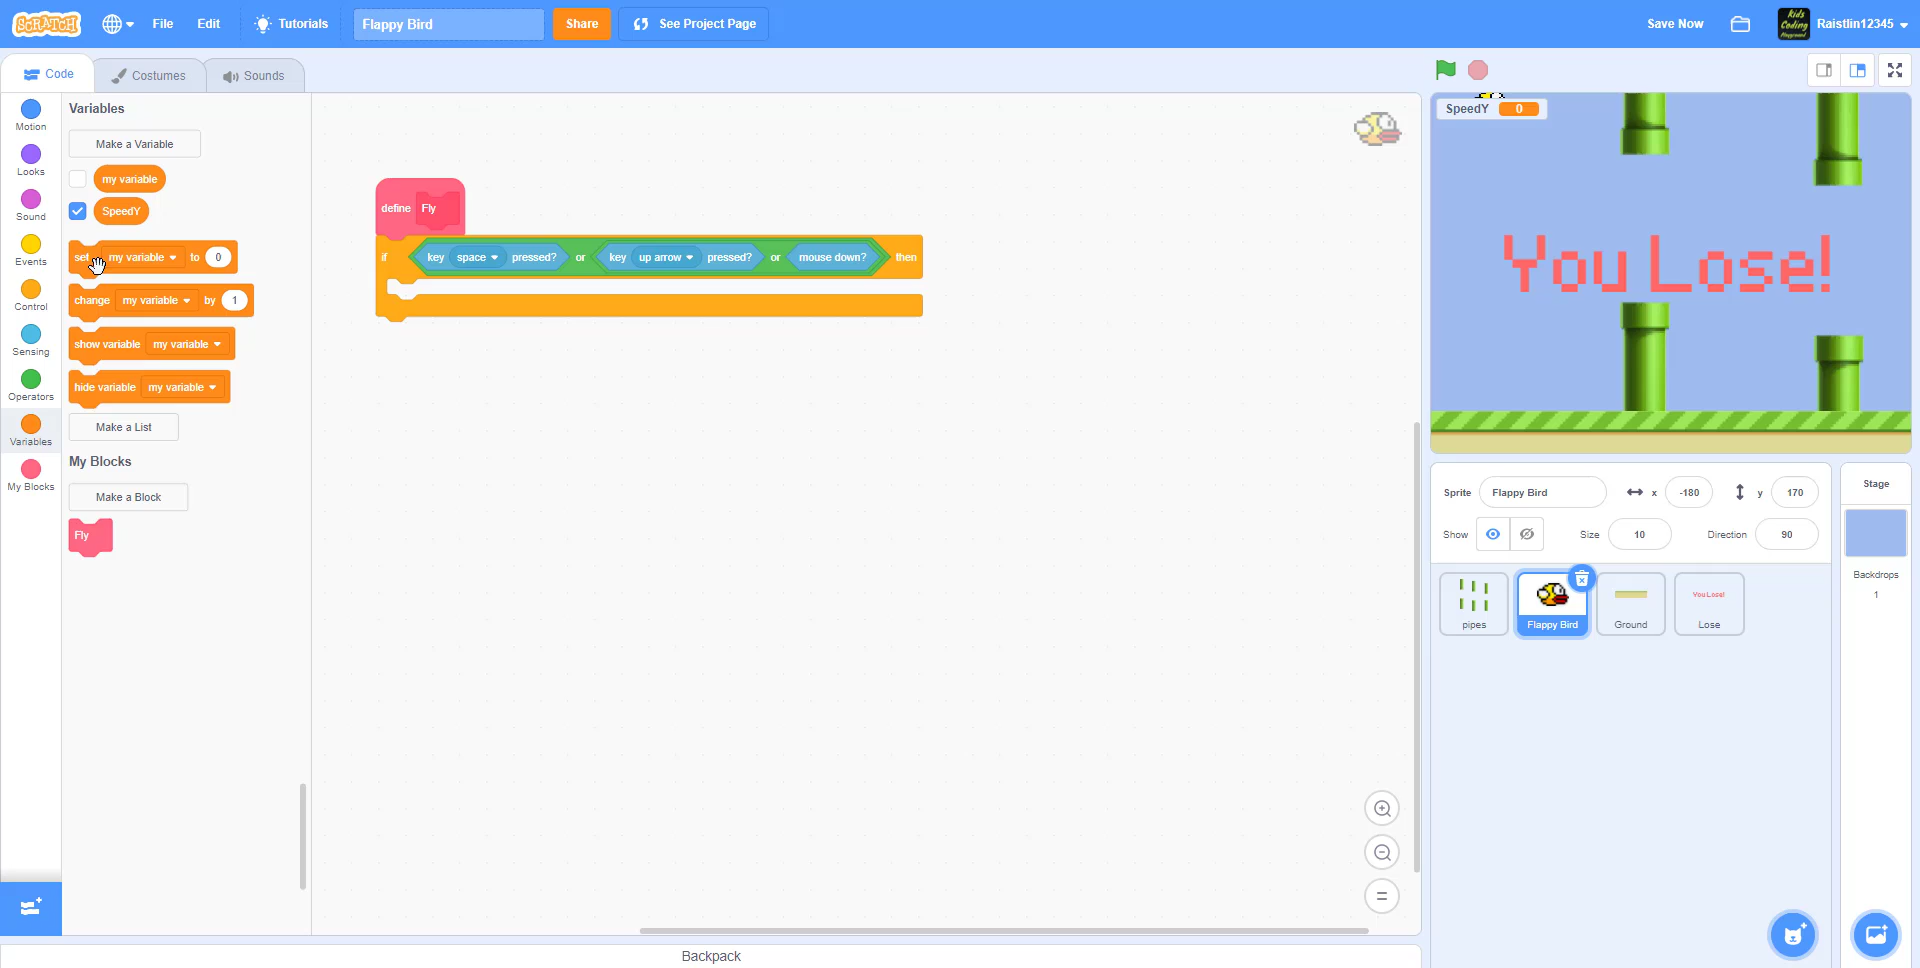 SCRATCH
File
Edit
Tutorials
Flappy Bird
Share
See Project Page
Save Now
Kids Coding Playground
Raistlin12345
Code
Costumes
Sounds
Motion
Looks
Sound
Events
Control
Sensing
Operators
Variables
My Blocks
Variables
Make a Variable
my variable
SpeedY
set my variable to 0
change my variable by 1
show variable my variable
hide variable my variable
Make a List
My Blocks
Make a Block
Fly
define Fly
if key space pressed? or key up arrow pressed? or mouse down? then
SpeedY 0
You Lose!
Sprite Flappy Bird x -180 y 170
Show Size 10 Direction 90
pipes
Flappy Bird
Ground
You Lose!
Lose
Stage
Backdrops
1
Backpack